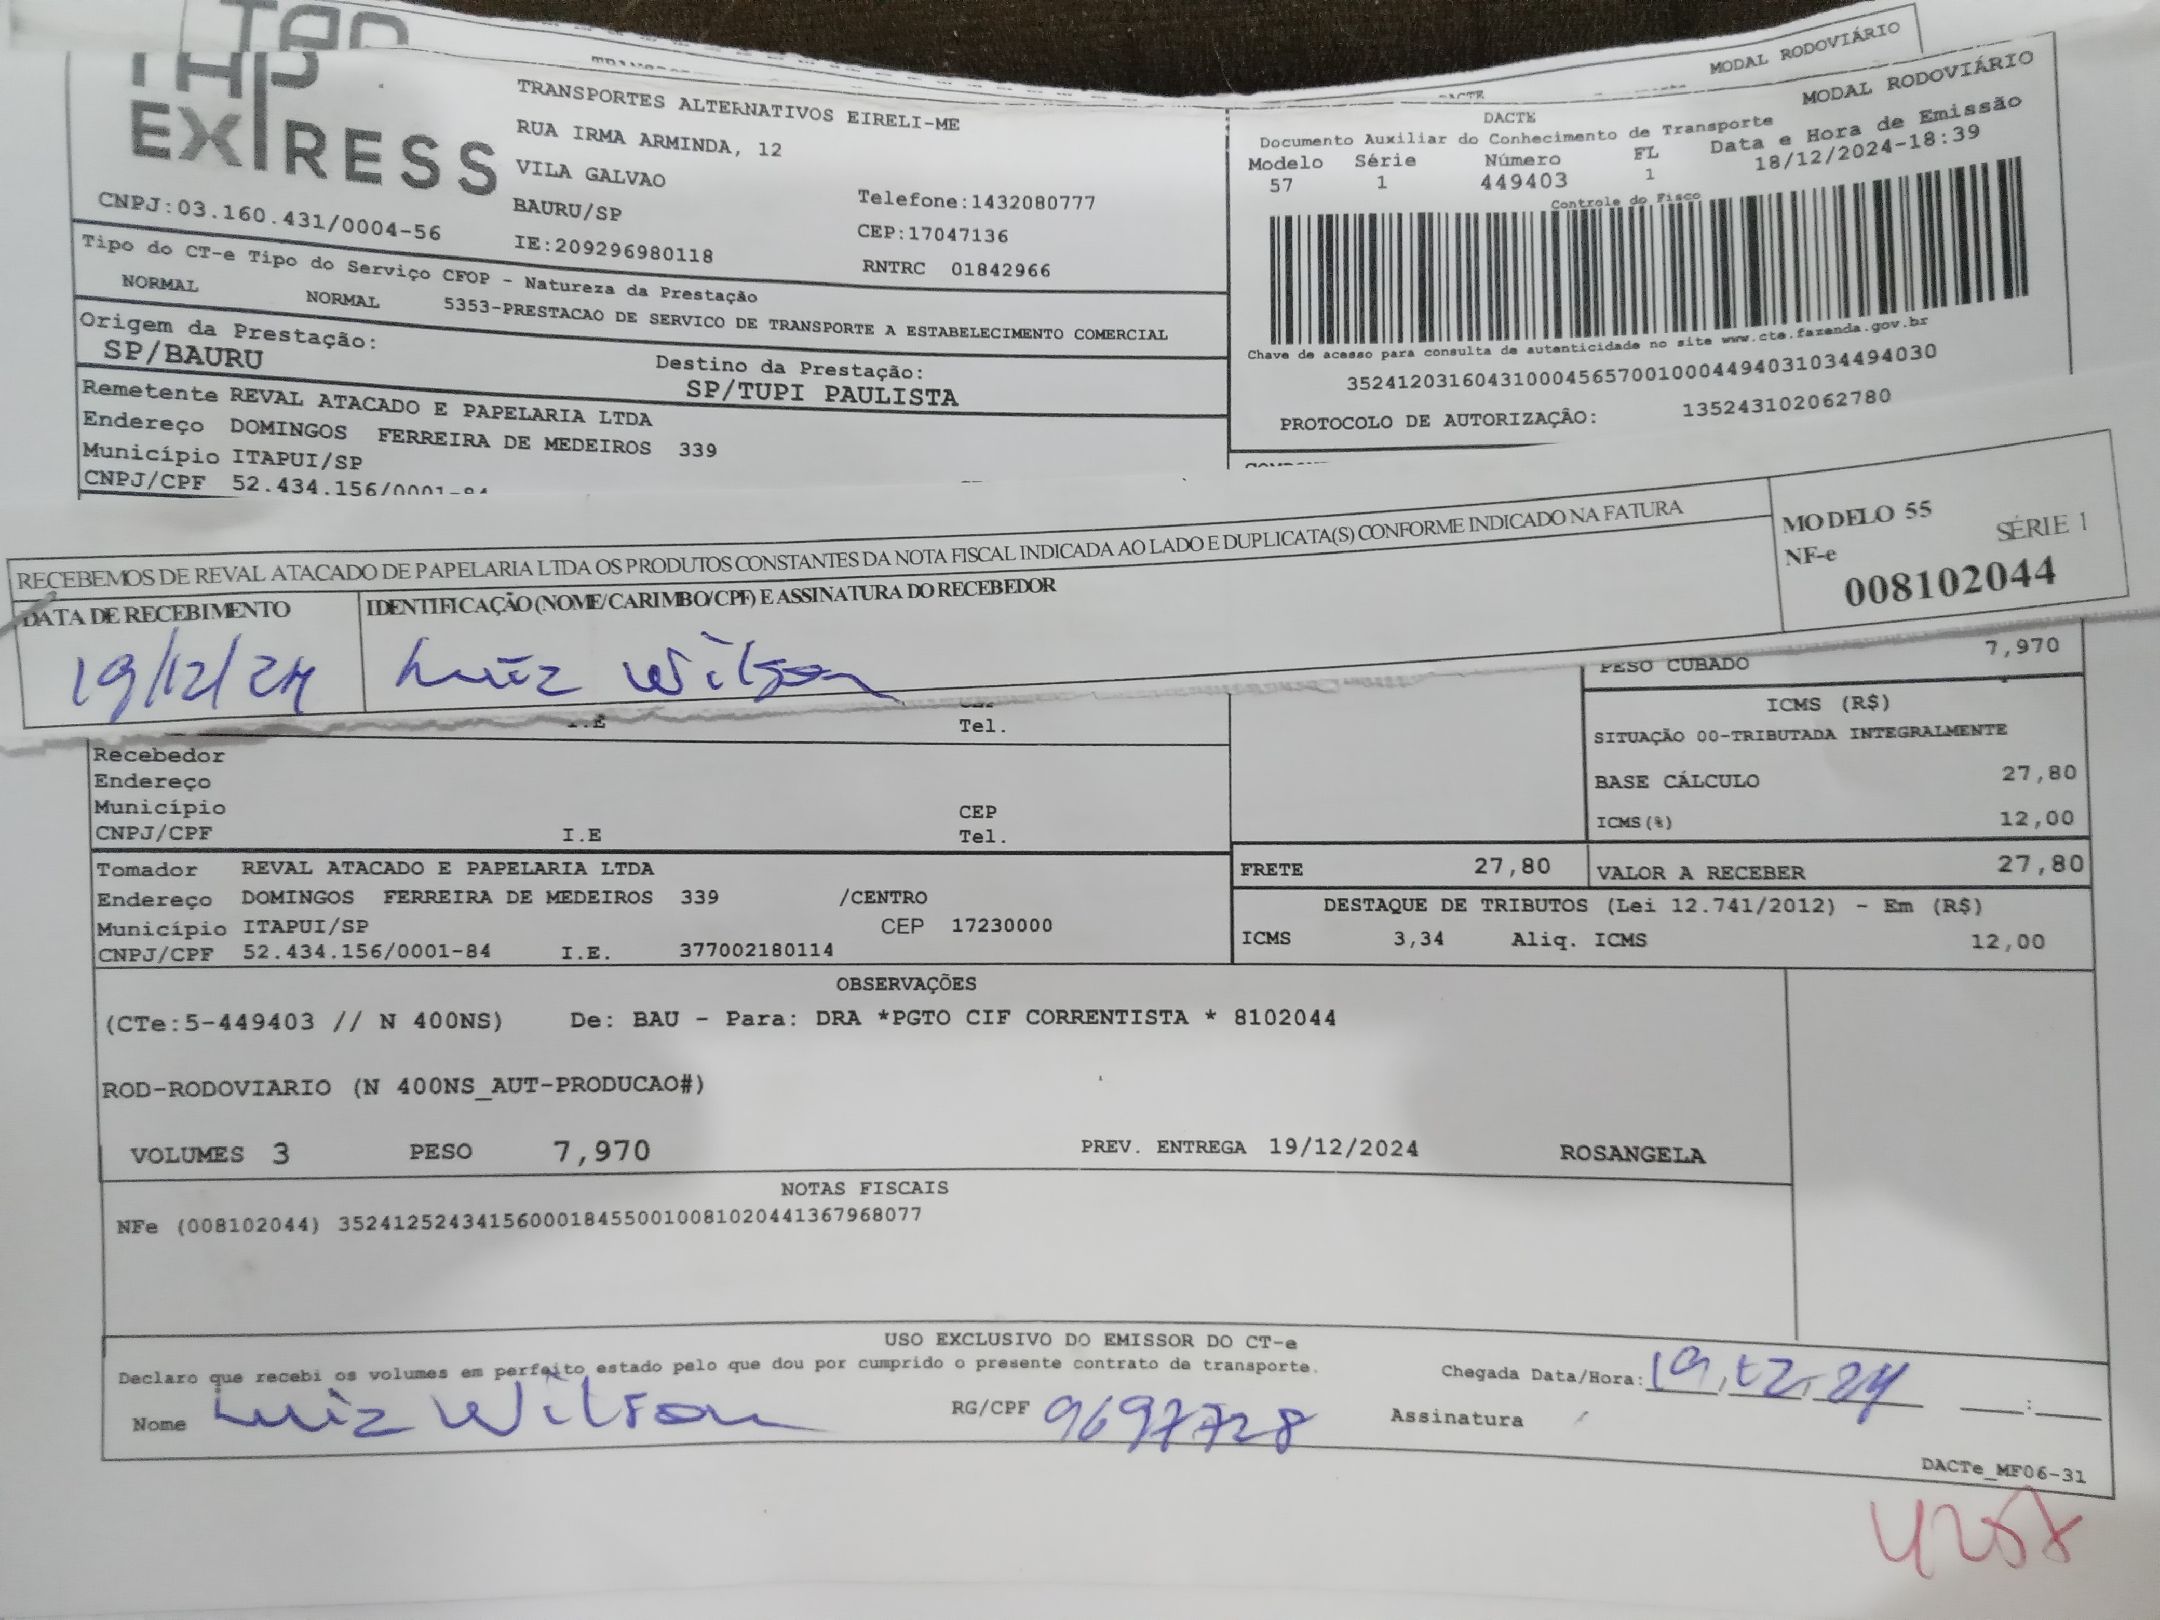 TAP
EXPRESS
TRANSPORTES ALTERNATIVOS EIRELI-ME
RUA IRMA ARMINDA, 12
VILA GALVAO
BAURU/SP
IE:209296980118
Telefone:1432080777
CEP:17047136
RNTRC 01842966
CNPJ:03.160.431/0004-56
MODAL RODOVIÁRIO
MODAL RODOVIÁRIO
DACTE
Documento Auxiliar do Conhecimento de Transporte
Modelo Série Número FL Data e Hora de Emissão
57 1 449403 1 18/12/2024-18:39
Controle do Fisco
Chave de acesso para consulta de autenticidade no site www.cte.fazenda.gov.br
35241203160431000456570010004494031034494030
PROTOCOLO DE AUTORIZAÇÃO: 135243102062780
Tipo do CT-e Tipo do Serviço CFOP - Natureza da Prestação
NORMAL NORMAL 5353-PRESTACAO DE SERVICO DE TRANSPORTE A ESTABELECIMENTO COMERCIAL
Origem da Prestação: Destino da Prestação:
SP/BAURU SP/TUPI PAULISTA
Remetente REVAL ATACADO E PAPELARIA LTDA
Endereço DOMINGOS FERREIRA DE MEDEIROS 339
Município ITAPUI/SP
CNPJ/CPF 52.434.156/0001-84
RECEBEMOS DE REVAL ATACADO DE PAPELARIA LTDA OS PRODUTOS CONSTANTES DA NOTA FISCAL INDICADA AO LADO E DUPLICATA(S) CONFORME INDICADO NA FATURA
MODELO 55 SÉRIE 1
NF-e
008102044
DATA DE RECEBIMENTO IDENTIFICAÇÃO (NOME/CARIMBO/CPF) E ASSINATURA DO RECEBEDOR
19/12/24 Luiz Wilson
PESO CUBADO 7,970
I.E Tel.
ICMS (R$)
SITUAÇÃO 00-TRIBUTADA INTEGRALMENTE
BASE CÁLCULO 27,80
ICMS(%) 12,00
Recebedor
Endereço
Município CEP
CNPJ/CPF I.E Tel.
FRETE 27,80 VALOR A RECEBER 27,80
Tomador REVAL ATACADO E PAPELARIA LTDA
Endereço DOMINGOS FERREIRA DE MEDEIROS 339 /CENTRO
Município ITAPUI/SP CEP 17230000
CNPJ/CPF 52.434.156/0001-84 I.E. 377002180114
DESTAQUE DE TRIBUTOS (Lei 12.741/2012) - Em (R$)
ICMS 3,34 Aliq. ICMS 12,00
OBSERVAÇÕES
(CTe:5-449403 // N 400NS) De: BAU - Para: DRA *PGTO CIF CORRENTISTA * 8102044
ROD-RODOVIARIO (N 400NS_AUT-PRODUCAO#)
VOLUMES 3 PESO 7,970 PREV. ENTREGA 19/12/2024 ROSANGELA
NOTAS FISCAIS
NFe (008102044) 35241252434156000184550010081020441367968077
USO EXCLUSIVO DO EMISSOR DO CT-e
Declaro que recebi os volumes em perfeito estado pelo que dou por cumprido o presente contrato de transporte.
Chegada Data/Hora: 19.12.24 :
Nome Luiz Wilson RG/CPF 9697728 Assinatura
DACTe_MF06-31